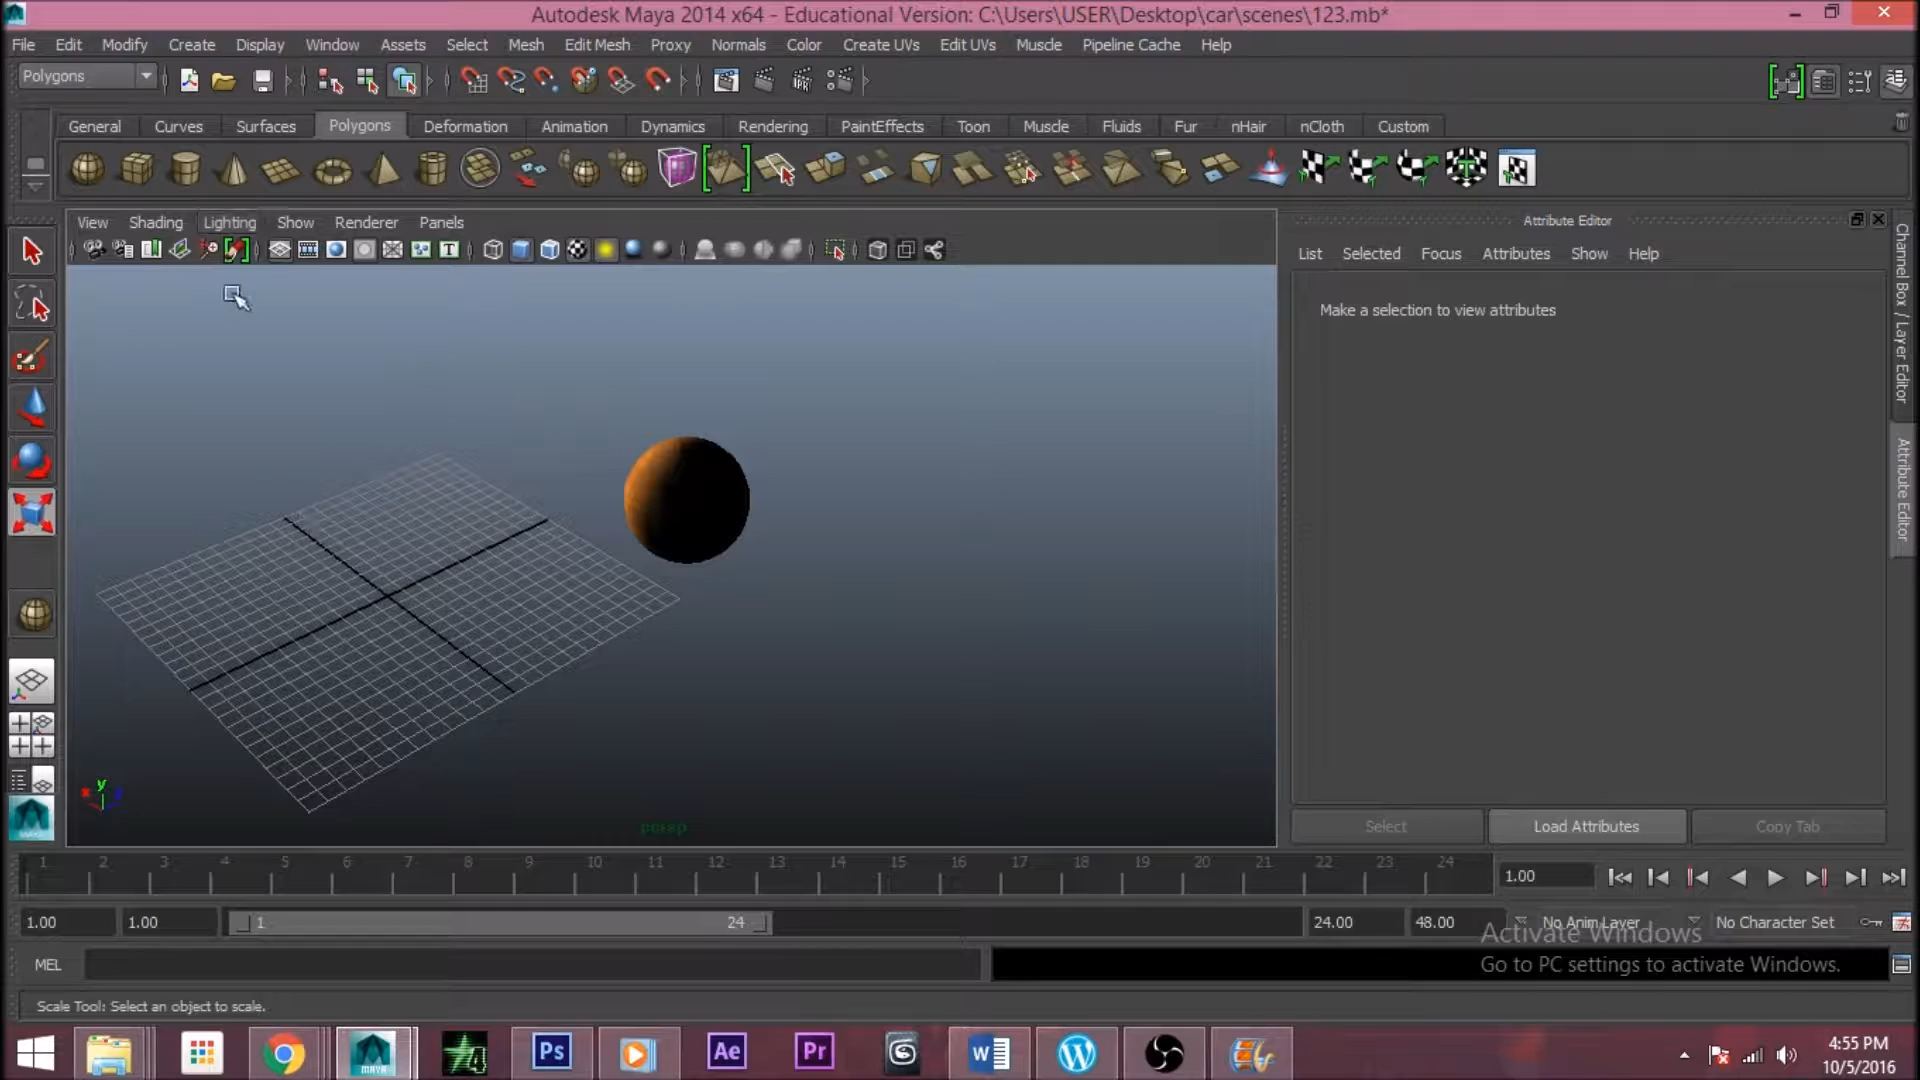 Autodesk Maya 2014 x64 - Educational Version: C:\Users\USER\Desktop\car\scenes\123.mb*
File Edit Modify Create Display Window Assets Select Mesh Edit Mesh Proxy Normals Color Create UVs Edit UVs Muscle Pipeline Cache Help
Polygons
IPR
General Curves Surfaces Polygons Deformation Animation Dynamics Rendering PaintEffects Toon Muscle Fluids Fur nHair nCloth Custom
View Shading Lighting Show Renderer Panels
Attribute Editor
List Selected Focus Attributes Show Help
Make a selection to view attributes
Channel Box / Layer Editor
Attribute Editor
y
x
persp
Select Load Attributes Copy Tab
1 2 3 4 5 6 7 8 9 10 11 12 13 14 15 16 17 18 19 20 21 22 23 24
1.00
1.00 1.00 1 24 24.00 48.00 No Anim Layer No Character Set
Activate Windows
Go to PC settings to activate Windows.
MEL
Scale Tool: Select an object to scale.
MAYA
Ps Ae Pr W
4:55 PM
10/5/2016